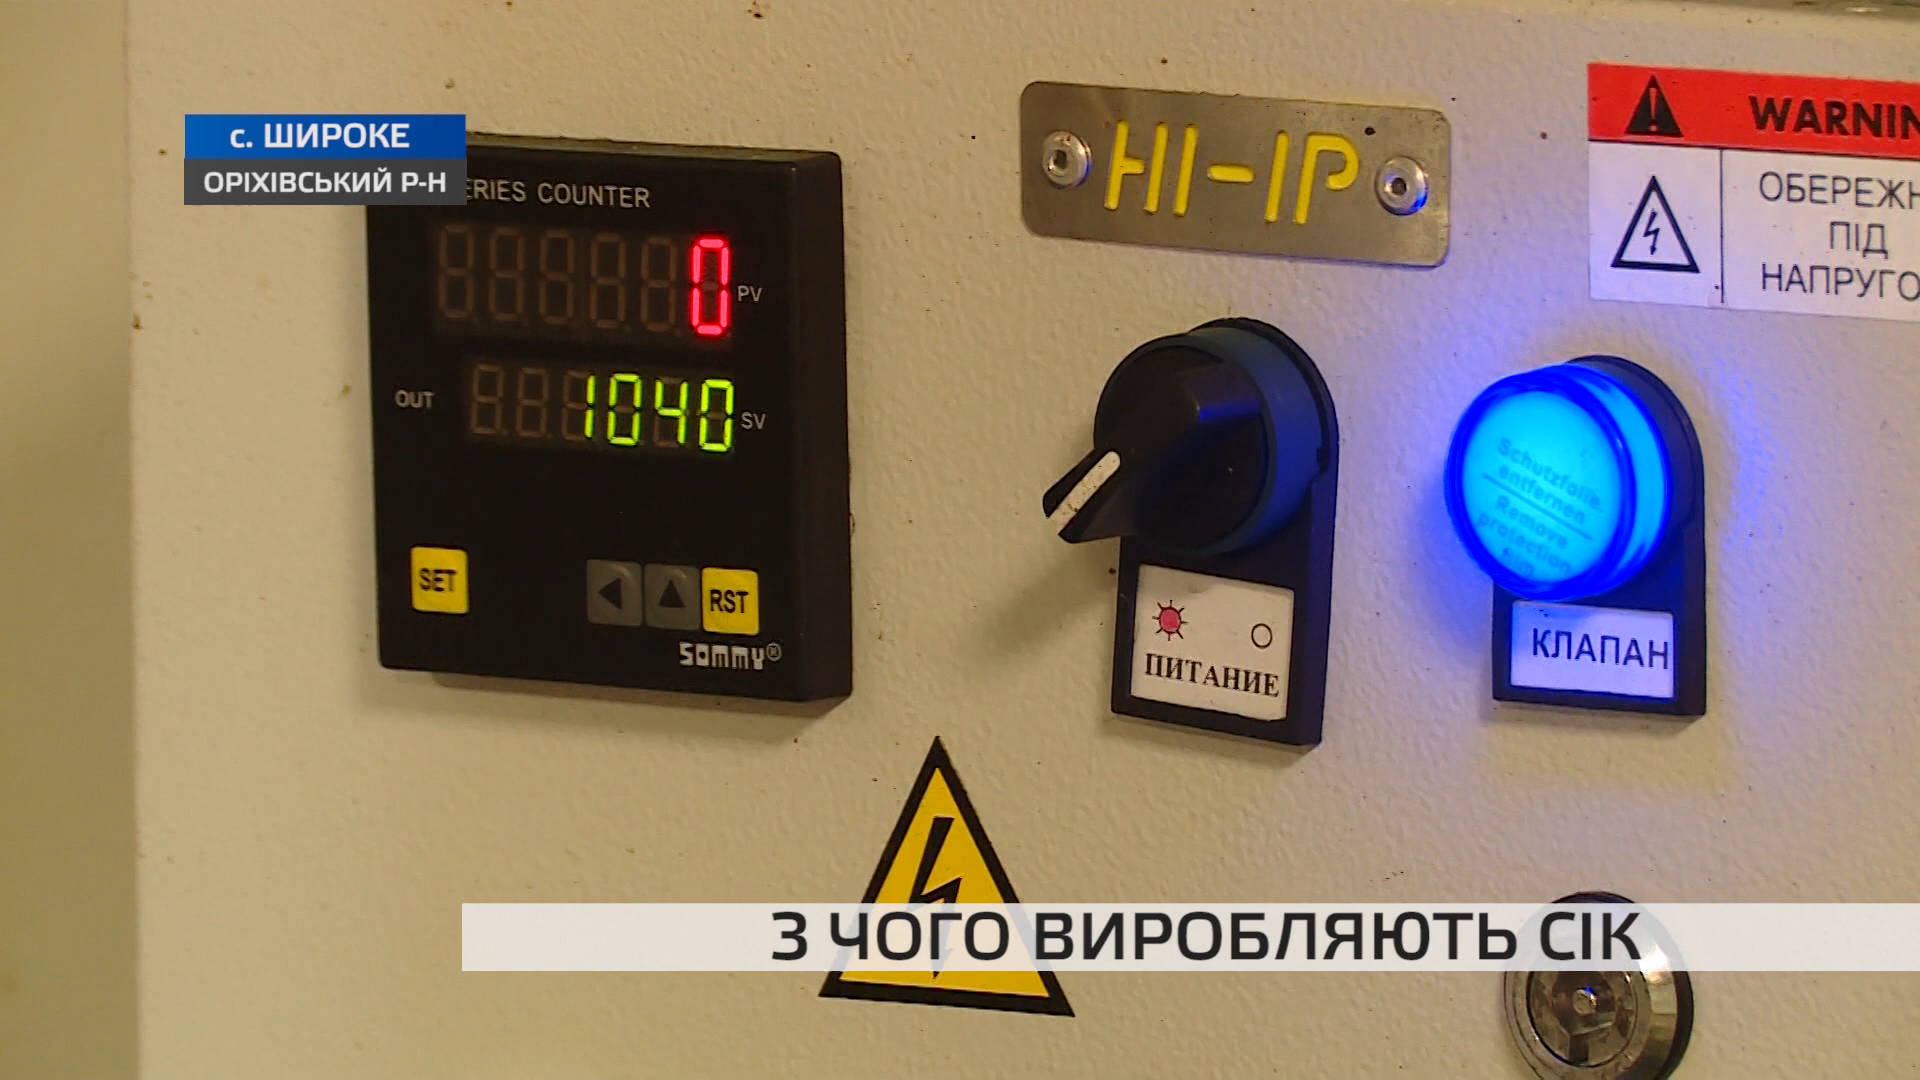 с. ШИРОКЕ
ОРІХІВСЬКИЙ Р-Н
ERIES COUNTER
0 PV
OUT 1040 SV
SET
RST
SOMMY®
HI-IP
ПИТАНИЕ
Schutzfolie
entfernen
Remove
protection
film
КЛАПАН
WARNIN
ОБЕРЕЖН
ПІД
НАПРУГО
З ЧОГО ВИРОБЛЯЮТЬ СІК